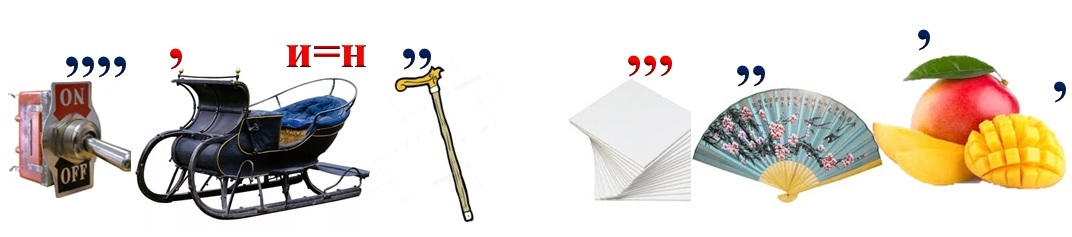 ,,,, , и=н ,, ,,, ,, , ,
ON
OFF